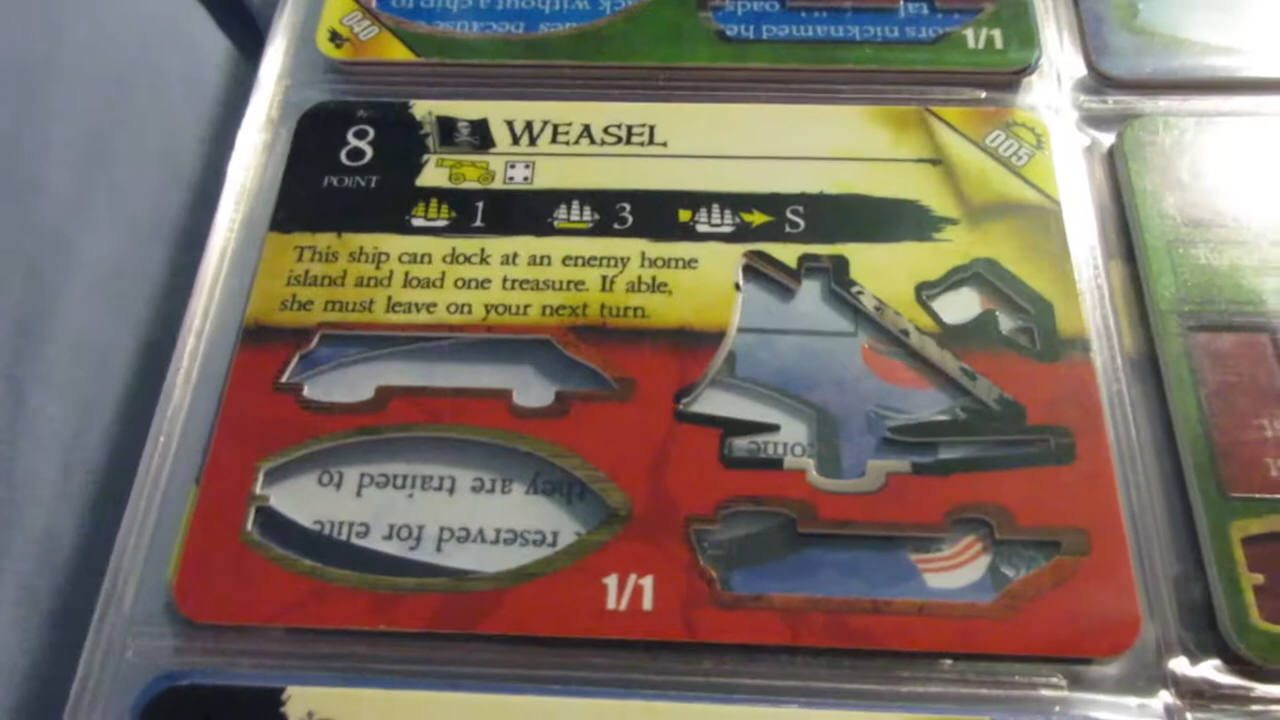 040
1/1
8
POINT
WEASEL
005
1
3
S
This ship can dock at an enemy home
island and load one treasure. If able,
she must leave on your next turn.
they are trained to
reserved for elite
1/1